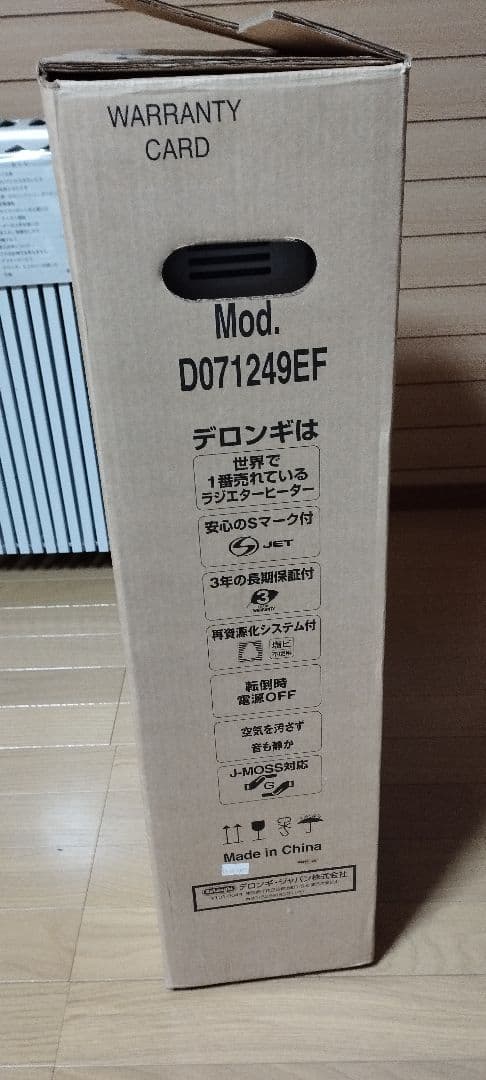 WARRANTY
CARD
Mod.
D071249EF
デロンギは
世界で
1番売れている
ラジエターヒーター
安心のSマーク付
JET
3年の長期保証付
3
WARRANTY
再資源化システム付
転倒時
電源OFF
空気を汚さず
音も静か
J-MOSS対応
G
Made in China
DeLonghi デロンギ・ジャパン株式会社